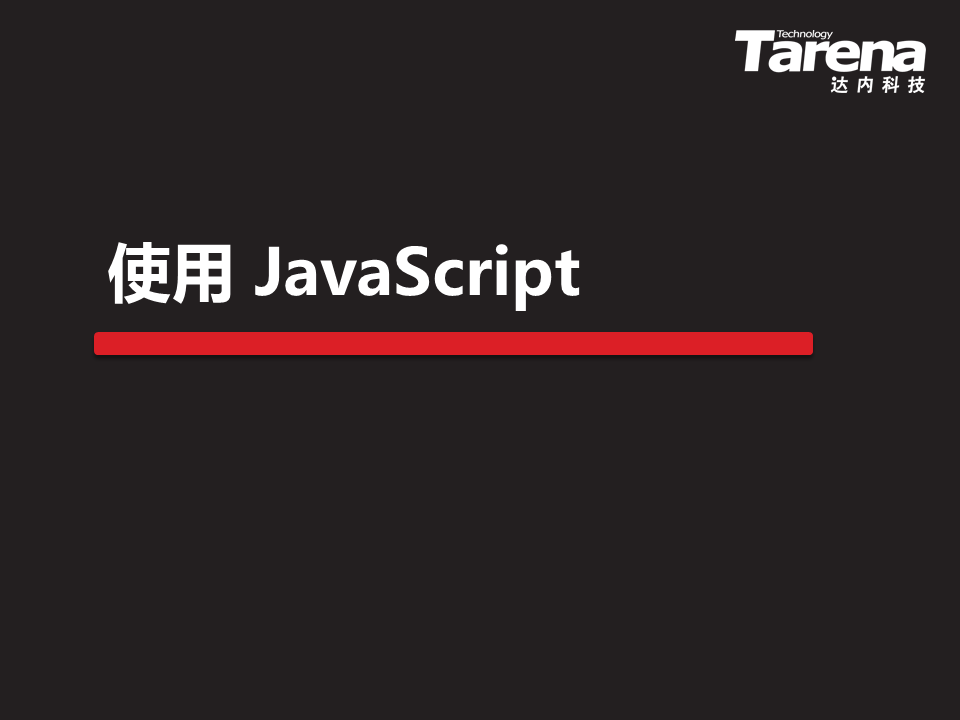 Technology
Tarena
达内科技
使用 JavaScript